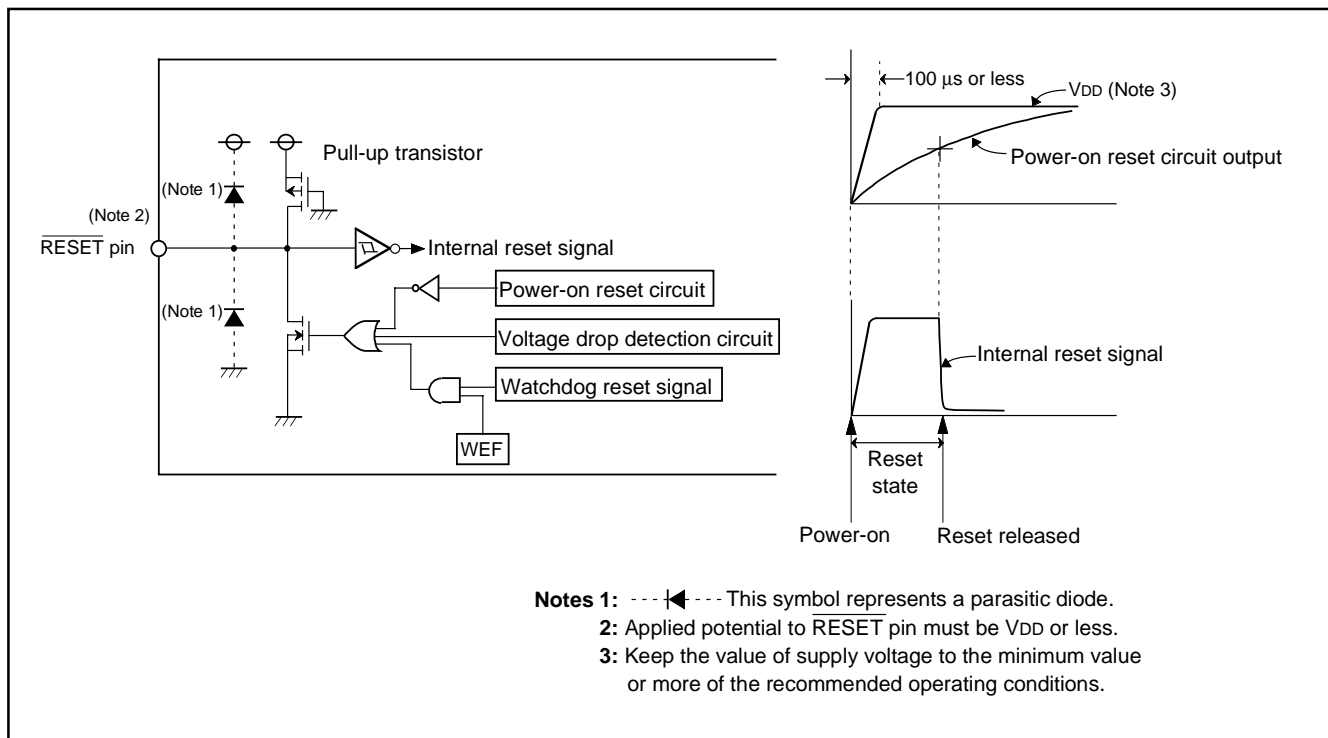 100 µs or less
VDD (Note 3)
Pull-up transistor
Power-on reset circuit output
(Note 1)
(Note 2)
RESET pin
Internal reset signal
Power-on reset circuit
(Note 1)
Voltage drop detection circuit
Internal reset signal
Watchdog reset signal
WEF
Reset
state
Power-on
Reset released
Notes 1: This symbol represents a parasitic diode.
2: Applied potential to RESET pin must be VDD or less.
3: Keep the value of supply voltage to the minimum value
or more of the recommended operating conditions.